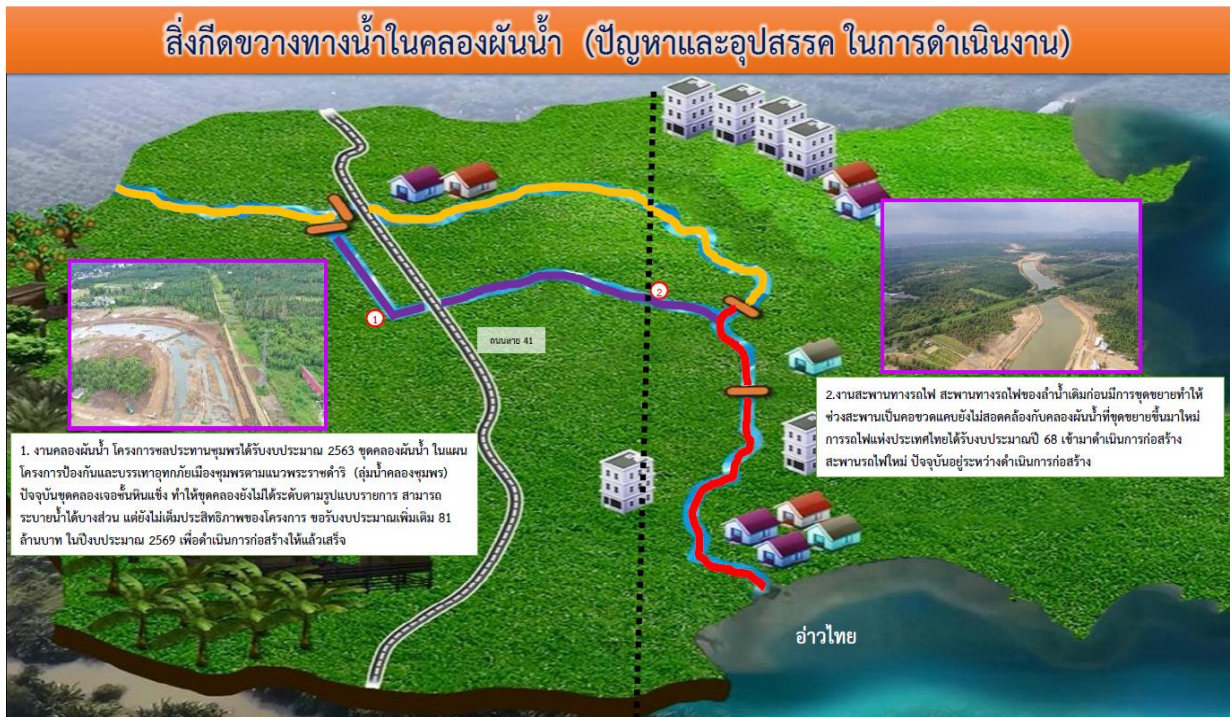 สิ่งกีดขวางทางน้ำในคลองผันน้ำ (ปัญหาและอุปสรรค ในการดำเนินงาน)
1
2
ถนนสาย 41
1. งานคลองผันน้ำ โครงการชลประทานชุมพรได้รับงบประมาณ 2563 ขุดคลองผันน้ำ ในแผน
โครงการป้องกันและบรรเทาอุทกภัยเมืองชุมพรตามแนวพระราชดำริ (ลุ่มน้ำคลองชุมพร)
ปัจจุบันขุดคลองเจอชั้นหินแข็ง ทำให้ขุดคลองยังไม่ได้ระดับตามรูปแบบรายการ สามารถ
ระบายน้ำได้บางส่วน แต่ยังไม่เต็มประสิทธิภาพของโครงการ ขอรับงบประมาณเพิ่มเติม 81
ล้านบาท ในปีงบประมาณ 2569 เพื่อดำเนินการก่อสร้างให้แล้วเสร็จ
2.งานสะพานทางรถไฟ สะพานทางรถไฟของลำน้ำเดิมก่อนมีการขุดขยายทำให้
ช่วงสะพานเป็นคอขวดแคบยังไม่สอดคล้องกับคลองผันน้ำที่ขุดขยายขึ้นมาใหม่
การรถไฟแห่งประเทศไทยได้รับงบประมาณปี 68 เข้ามาดำเนินการก่อสร้าง
สะพานรถไฟใหม่ ปัจจุบันอยู่ระหว่างดำเนินการก่อสร้าง
อ่าวไทย